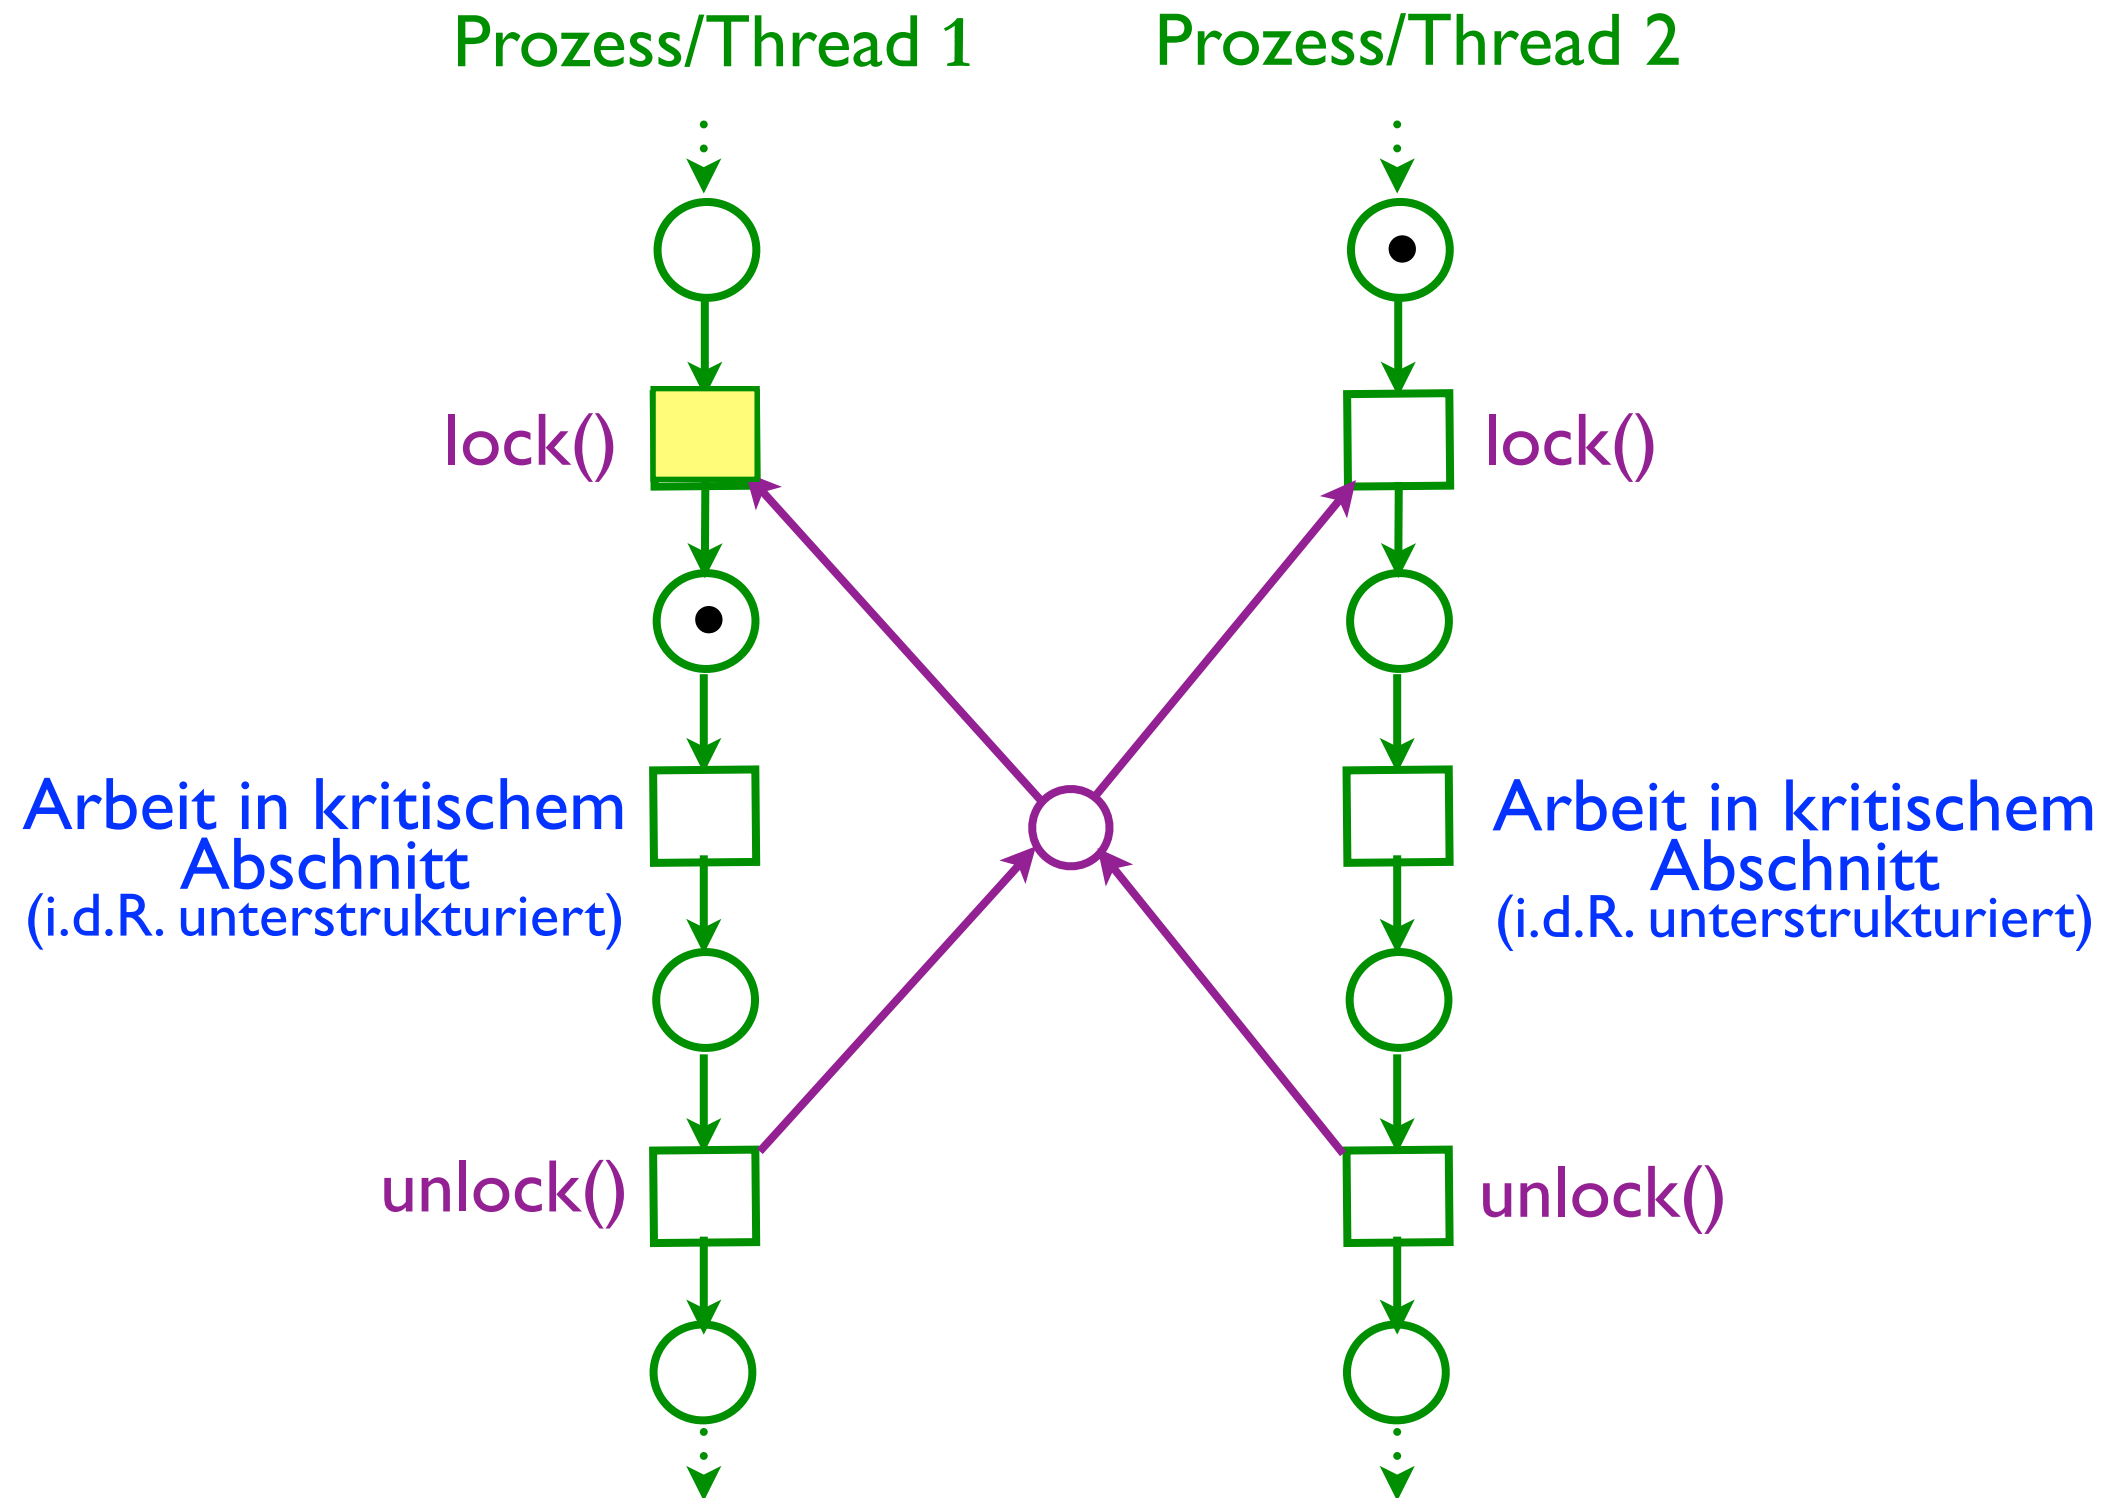 Prozess/Thread 1
Prozess/Thread 2
lock()
lock()
Arbeit in kritischem
Abschnitt
(i.d.R. unterstrukturiert)
Arbeit in kritischem
Abschnitt
(i.d.R. unterstrukturiert)
unlock()
unlock()